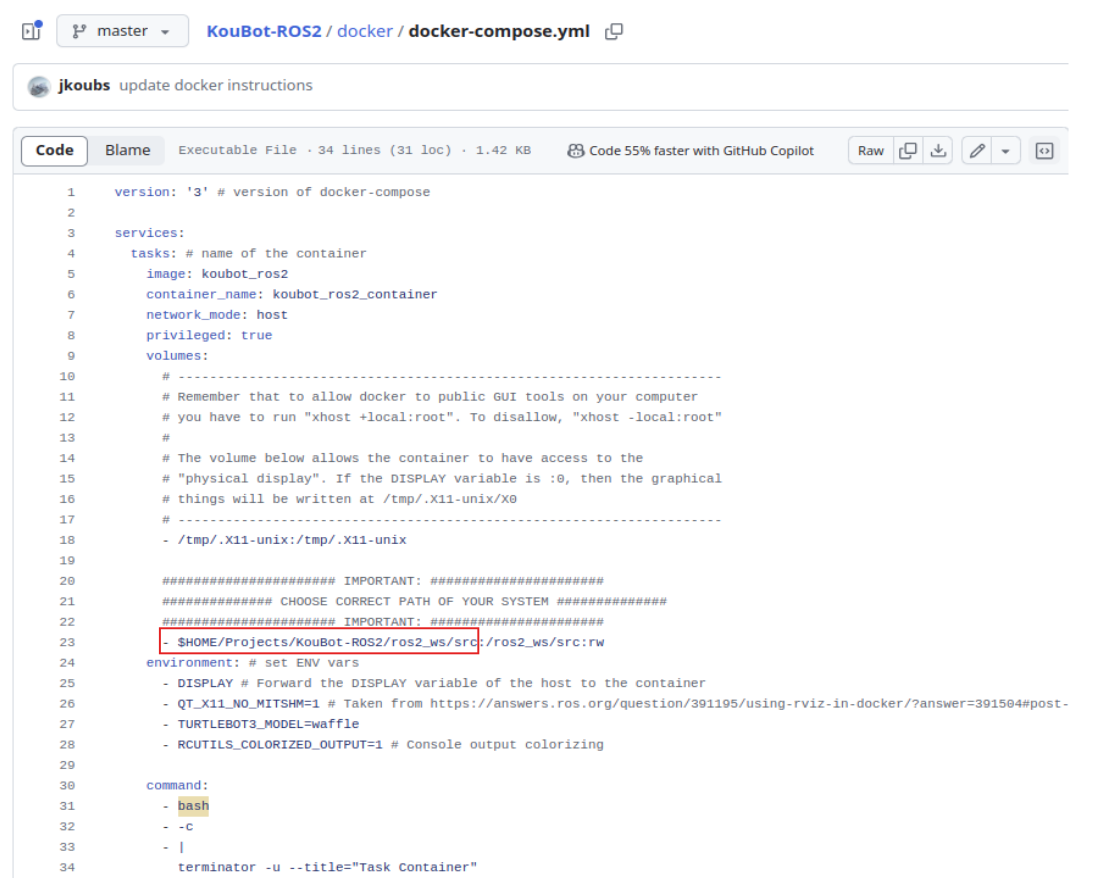 master
KouBot-ROS2 / docker / docker-compose.yml
jkoubs update docker instructions
Code Blame Executable File · 34 lines (31 loc) · 1.42 KB Code 55% faster with GitHub Copilot Raw
1 version: '3' # version of docker-compose
2
3 services:
4 tasks: # name of the container
5 image: koubot_ros2
6 container_name: koubot_ros2_container
7 network_mode: host
8 privileged: true
9 volumes:
10 # --------------------------------------------------------------------
11 # Remember that to allow docker to public GUI tools on your computer
12 # you have to run "xhost +local:root". To disallow, "xhost -local:root"
13 #
14 # The volume below allows the container to have access to the
15 # "physical display". If the DISPLAY variable is :0, then the graphical
16 # things will be written at /tmp/.X11-unix/X0
17 # --------------------------------------------------------------------
18 - /tmp/.X11-unix:/tmp/.X11-unix
19
20 ###################### IMPORTANT: ######################
21 ############## CHOOSE CORRECT PATH OF YOUR SYSTEM ##############
22 ###################### IMPORTANT: ######################
23 - $HOME/Projects/KouBot-ROS2/ros2_ws/src:/ros2_ws/src:rw
24 environment: # set ENV vars
25 - DISPLAY # Forward the DISPLAY variable of the host to the container
26 - QT_X11_NO_MITSHM=1 # Taken from https://answers.ros.org/question/391195/using-rviz-in-docker/?answer=391504#post-
27 - TURTLEBOT3_MODEL=waffle
28 - RCUTILS_COLORIZED_OUTPUT=1 # Console output colorizing
29
30 command:
31 - bash
32 - -c
33 - |
34 terminator -u --title="Task Container"